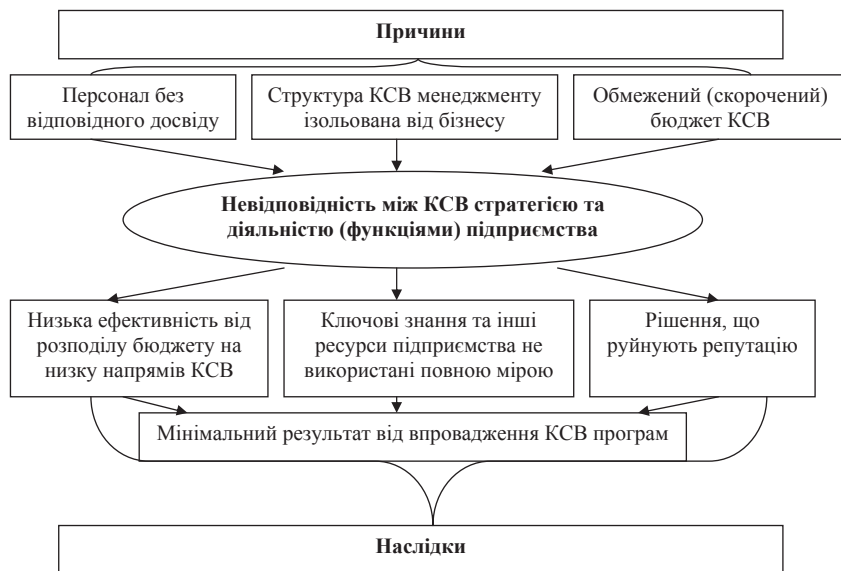 Причини
Персонал без
відповідного досвіду
Структура КСВ менеджменту
ізольована від бізнесу
Обмежений (скорочений)
бюджет КСВ
Невідповідність між КСВ стратегією та
діяльністю (функціями) підприємства
Низька ефективність від
розподілу бюджету на
низку напрямів КСВ
Ключові знання та інші
ресурси підприємства не
використані повною мірою
Рішення, що
руйнують репутацію
Мінімальний результат від впровадження КСВ програм
Наслідки